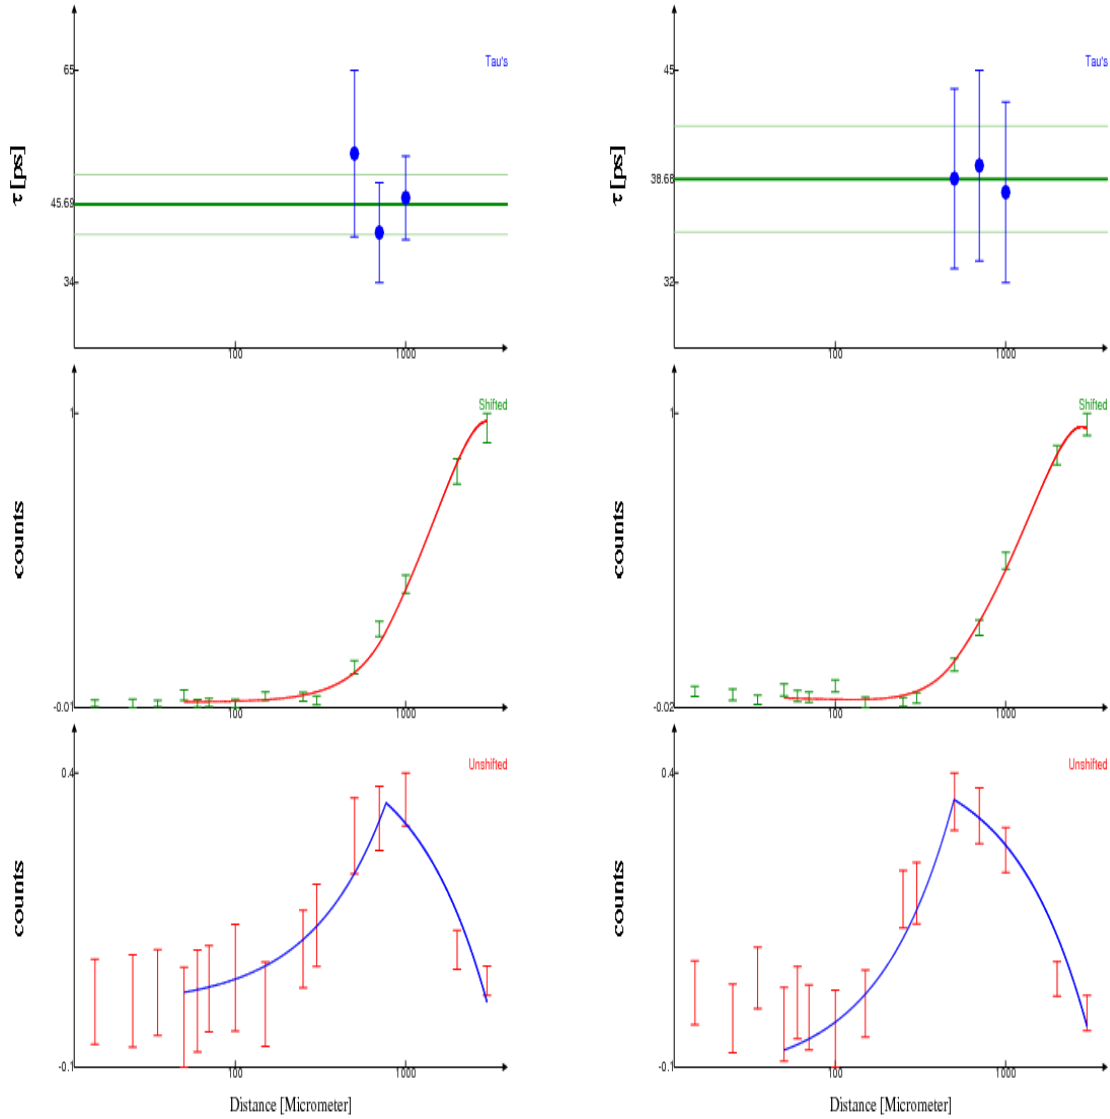 65
Tau's
τ [ps]
45.69
34
100
1000
1
Shifted
counts
-0.01
100
1000
0.4
Unshifted
counts
-0.1
100
1000
Distance [Micrometer]
45
Tau's
τ [ps]
38.68
32
100
1000
1
Shifted
counts
-0.02
100
1000
0.4
Unshifted
counts
-0.1
100
1000
Distance [Micrometer]